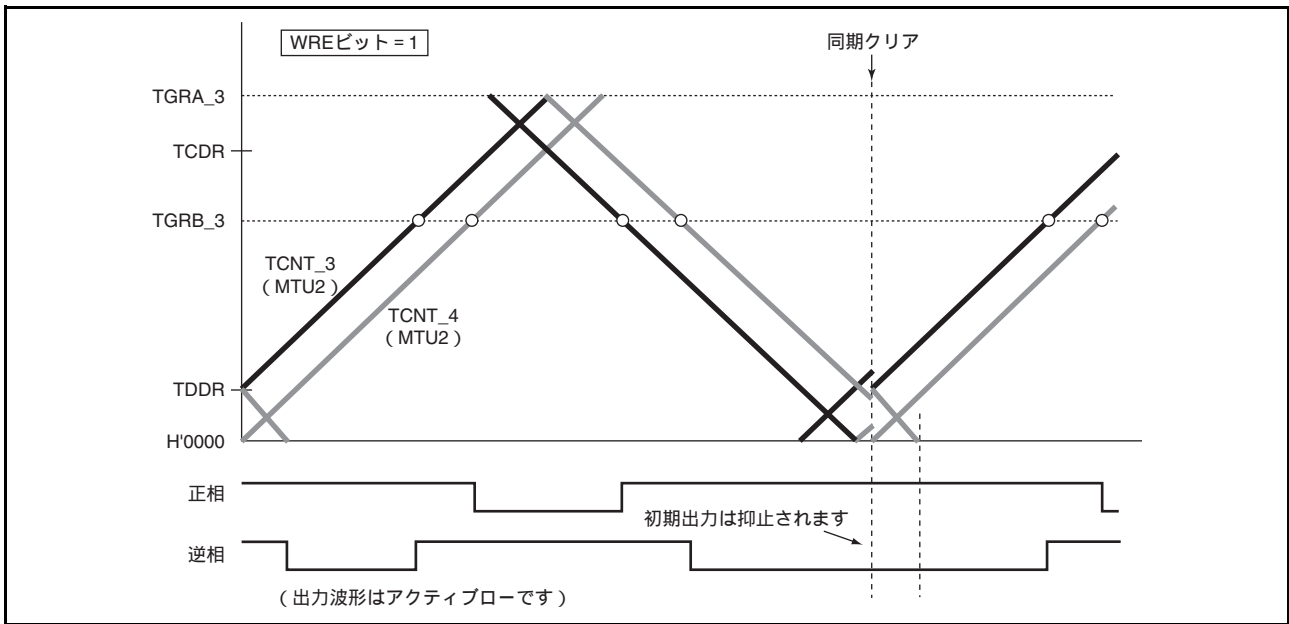 WREビット = 1
同期クリア
TGRA_3
TCDR
TGRB_3
TCNT_3
（MTU2）
TCNT_4
（MTU2）
TDDR
H'0000
正相
初期出力は抑止されます
逆相
（出力波形はアクティブローです）